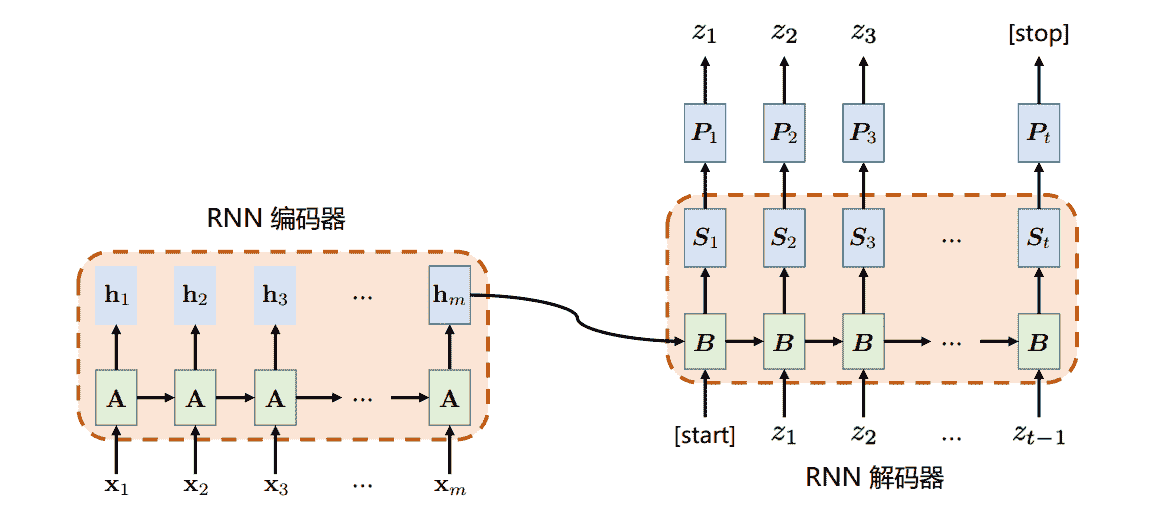 RNN 编码器
h₁ h₂ h₃ ... hₘ
A A A ... A
x₁ x₂ x₃ ... xₘ
z₁ z₂ z₃ [stop]
P₁ P₂ P₃ Pₜ
S₁ S₂ S₃ ... Sₜ
B B B ... B
[start] z₁ z₂ ... zₜ₋₁
RNN 解码器